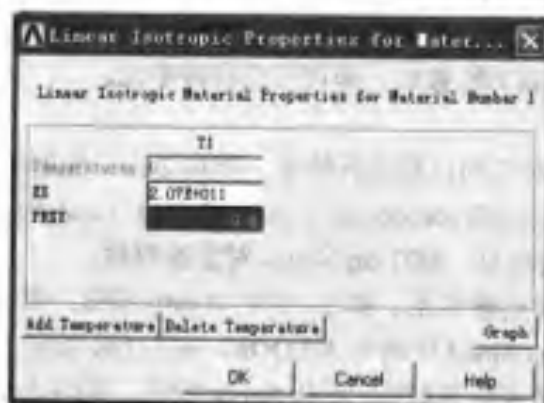 Linear Isotropic Properties for Mater...
Linear Isotropic Material Properties for Material Number 1
T1
Temperatures
EX 2.07E+011
PRXY
Add Temperature Delete Temperature Graph
OK Cancel Help